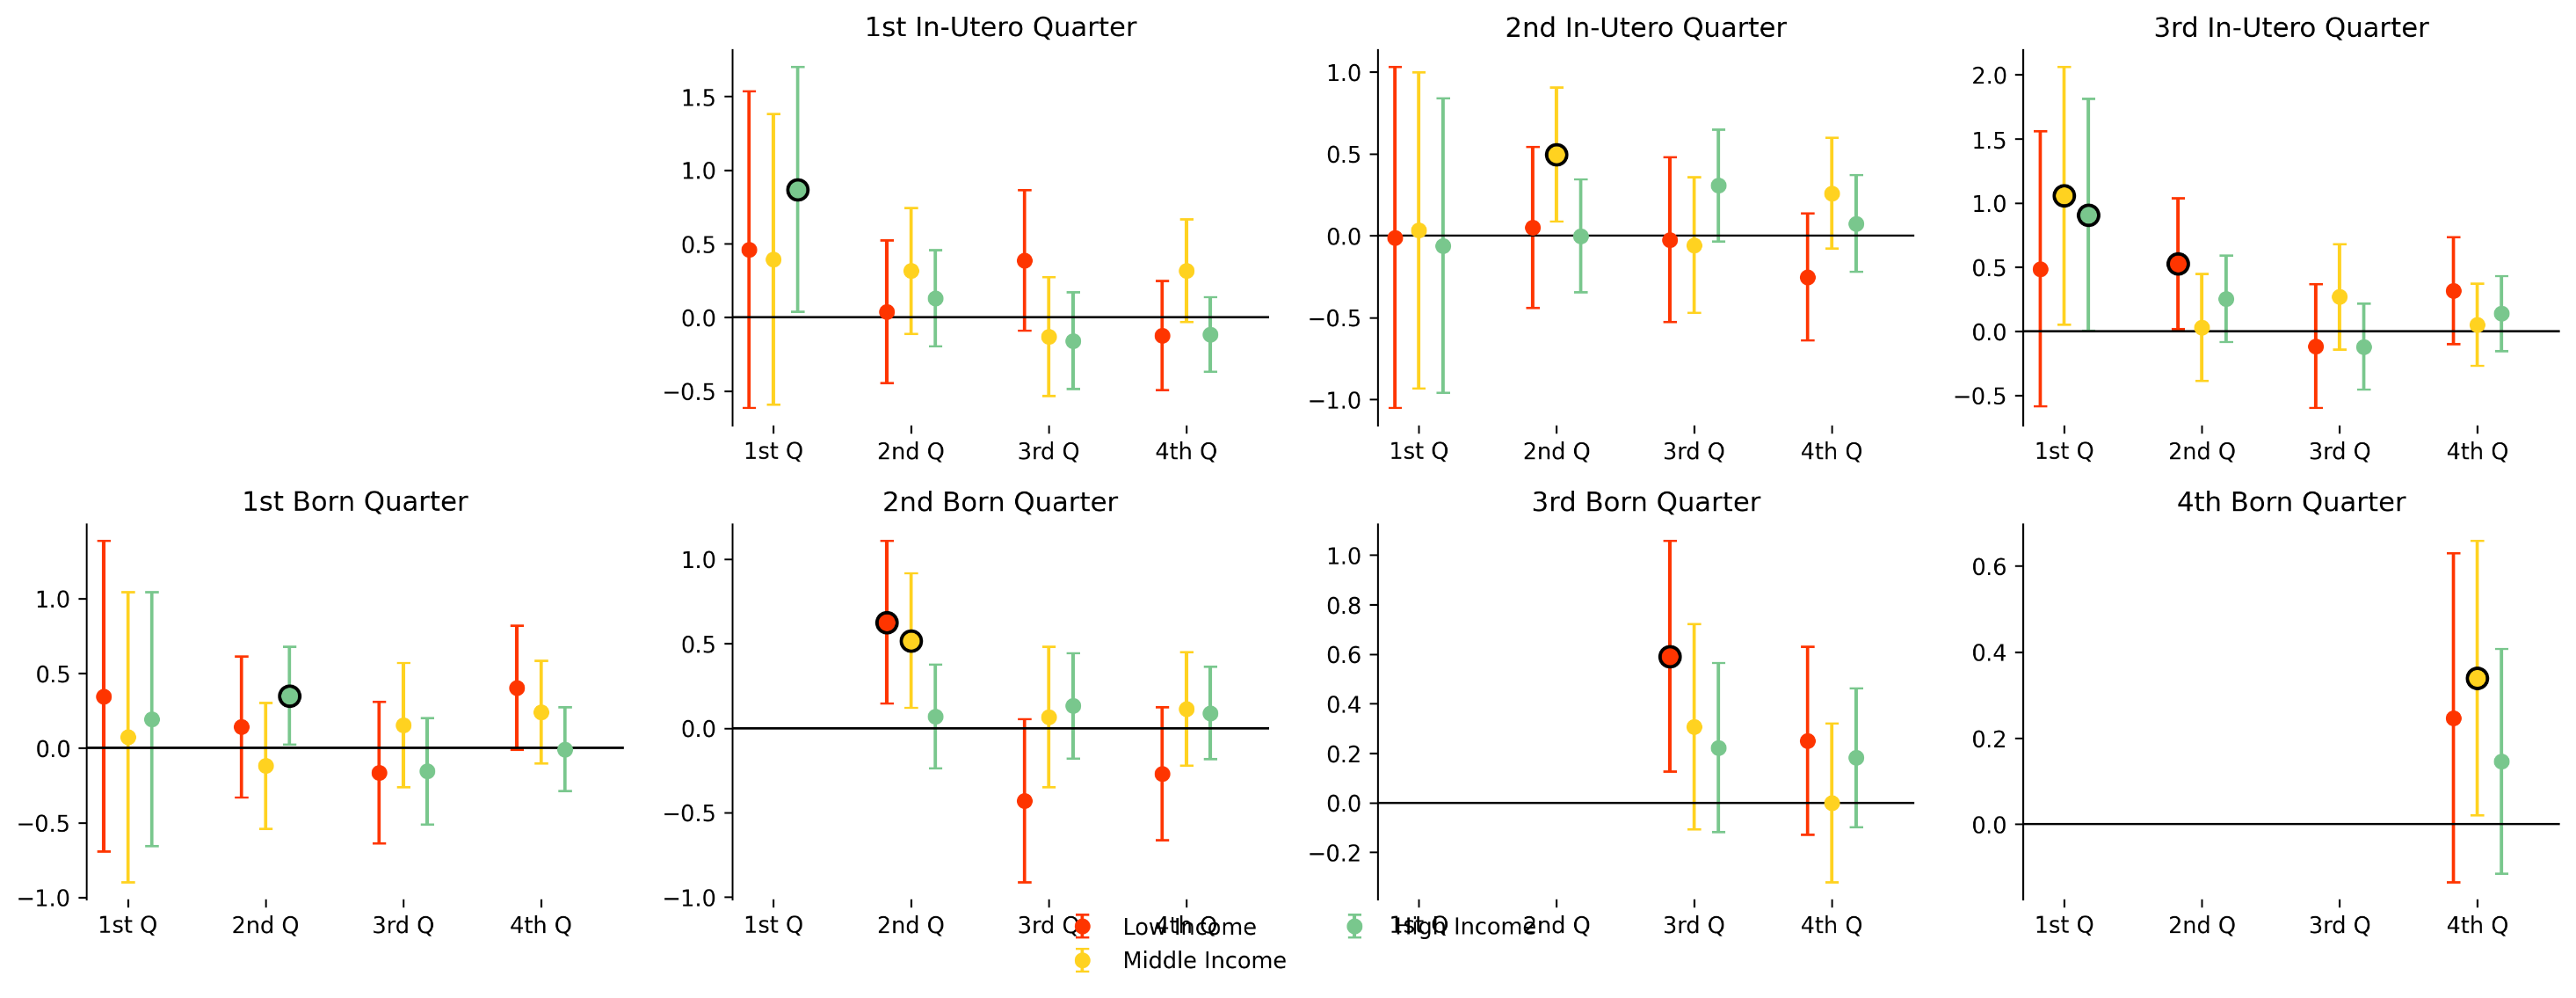 1st In-Utero Quarter
1.5
1.0
0.5
0.0
−0.5
1st Q 2nd Q 3rd Q 4th Q
2nd In-Utero Quarter
1.0
0.5
0.0
−0.5
−1.0
1st Q 2nd Q 3rd Q 4th Q
3rd In-Utero Quarter
2.0
1.5
1.0
0.5
0.0
−0.5
1st Q 2nd Q 3rd Q 4th Q
1st Born Quarter
1.0
0.5
0.0
−0.5
−1.0
1st Q 2nd Q 3rd Q 4th Q
2nd Born Quarter
1.0
0.5
0.0
−0.5
−1.0
1st Q 2nd Q 3rd Q 4th Q
3rd Born Quarter
1.0
0.8
0.6
0.4
0.2
0.0
−0.2
1st Q 2nd Q 3rd Q 4th Q
4th Born Quarter
0.6
0.4
0.2
0.0
1st Q 2nd Q 3rd Q 4th Q
Low Income
Middle Income
High Income